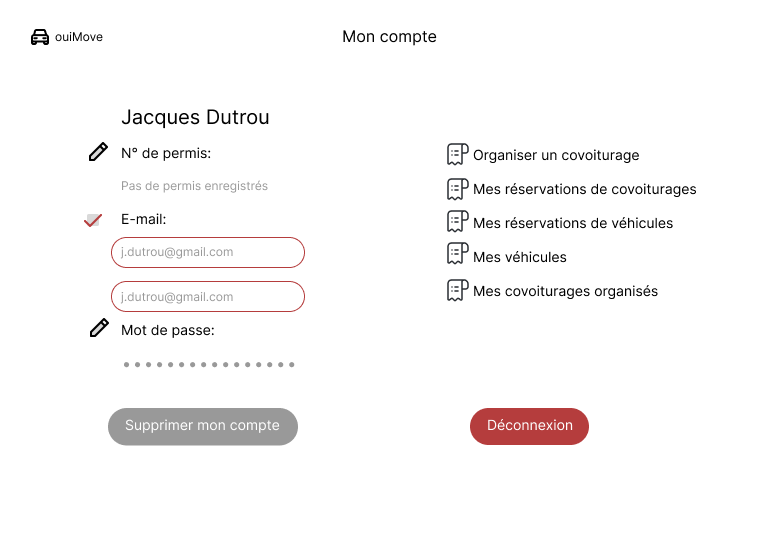 ouiMove
Mon compte
Jacques Dutrou
N° de permis:
Pas de permis enregistrés
E-mail:
j.dutrou@gmail.com
j.dutrou@gmail.com
Mot de passe:
Organiser un covoiturage
Mes réservations de covoiturages
Mes réservations de véhicules
Mes véhicules
Mes covoiturages organisés
Supprimer mon compte
Déconnexion